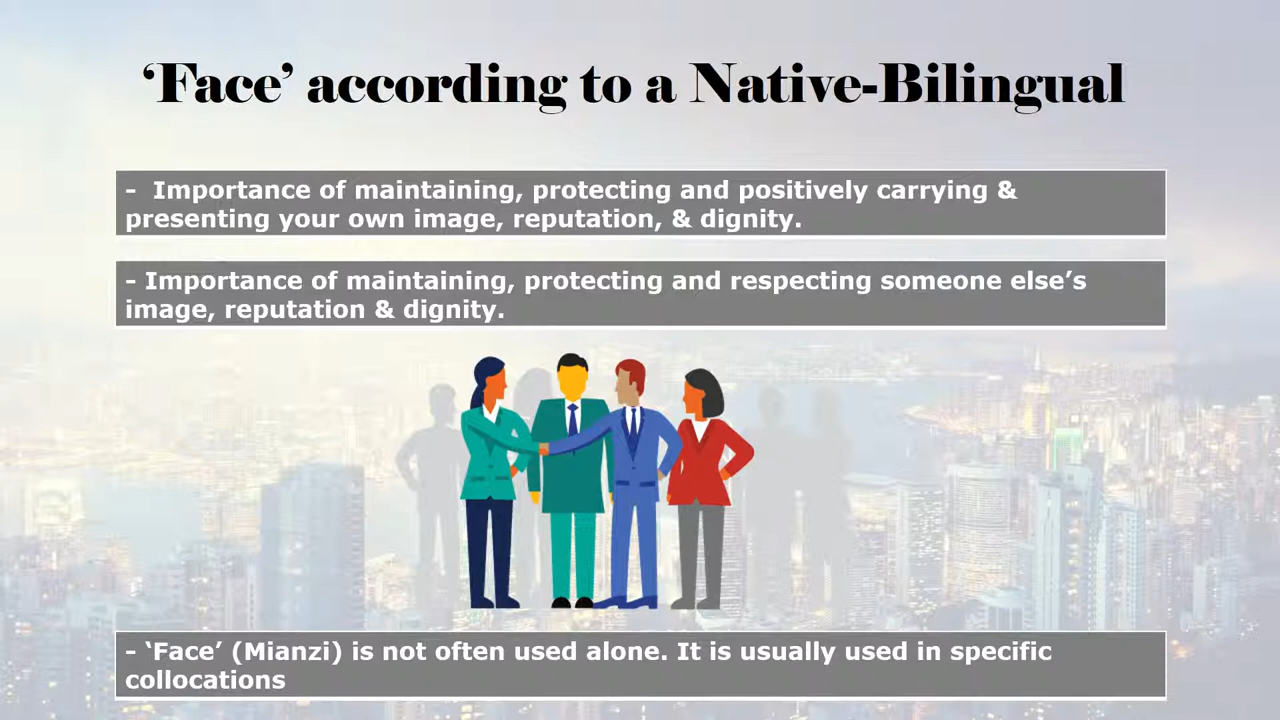 ‘Face’ according to a Native-Bilingual
- Importance of maintaining, protecting and positively carrying &
presenting your own image, reputation, & dignity.
- Importance of maintaining, protecting and respecting someone else’s
image, reputation & dignity.
- ‘Face’ (Mianzi) is not often used alone. It is usually used in specific
collocations